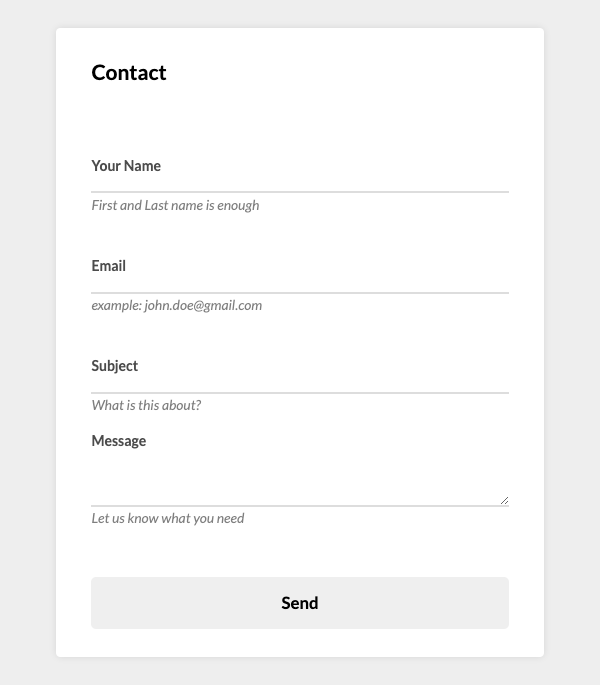 Contact
Your Name
First and Last name is enough
Email
example: john.doe@gmail.com
Subject
What is this about?
Message
Let us know what you need
Send